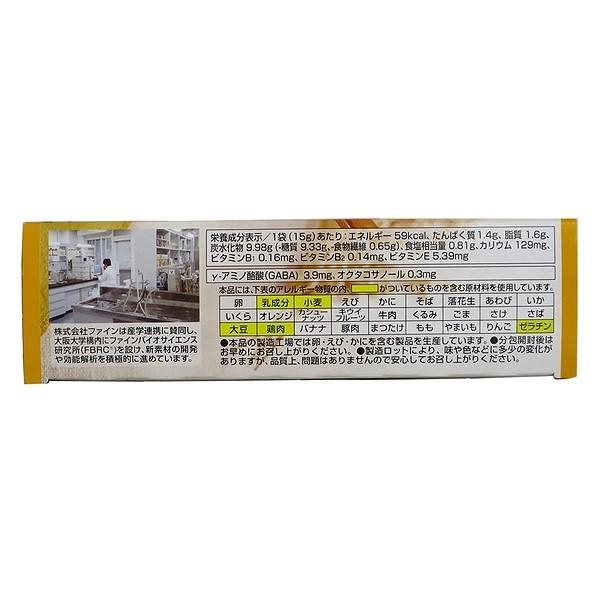 栄養成分表示／1袋(15g)あたり：エネルギー 59kcal、たんぱく質 1.4g、脂質 1.6g、
炭水化物 9.98g (-糖質 9.33g、-食物繊維 0.65g)、食塩相当量 0.81g、カリウム 129mg、
ビタミンB₁ 0.16mg、ビタミンB₂ 0.14mg、ビタミンE 5.39mg
γ-アミノ酪酸(GABA) 3.9mg、オクタコサノール 0.3mg
本品には、下表のアレルギー物質の内、がついているものを含む原材料を使用しています。
卵 乳成分 小麦 えび かに そば 落花生 あわび いか
いくら オレンジ カシューナッツ キウイフルーツ 牛肉 くるみ ごま さけ さば
大豆 鶏肉 バナナ 豚肉 まつたけ もも やまいも りんご ゼラチン
●本品の製造工場では卵・えび・かにを含む製品を生産しています。●分包開封後は
お早めにお召し上がりください。●製造ロットにより、味や色などに多少の変化が
ありますが、品質上、問題はありませんので安心してお召し上がりください。
株式会社ファインは産学連携に賛同し、
大阪大学構内にファインバイオサイエンス
研究所(FBRC®)を設け、新素材の開発
や効能解析を積極的に進めています。